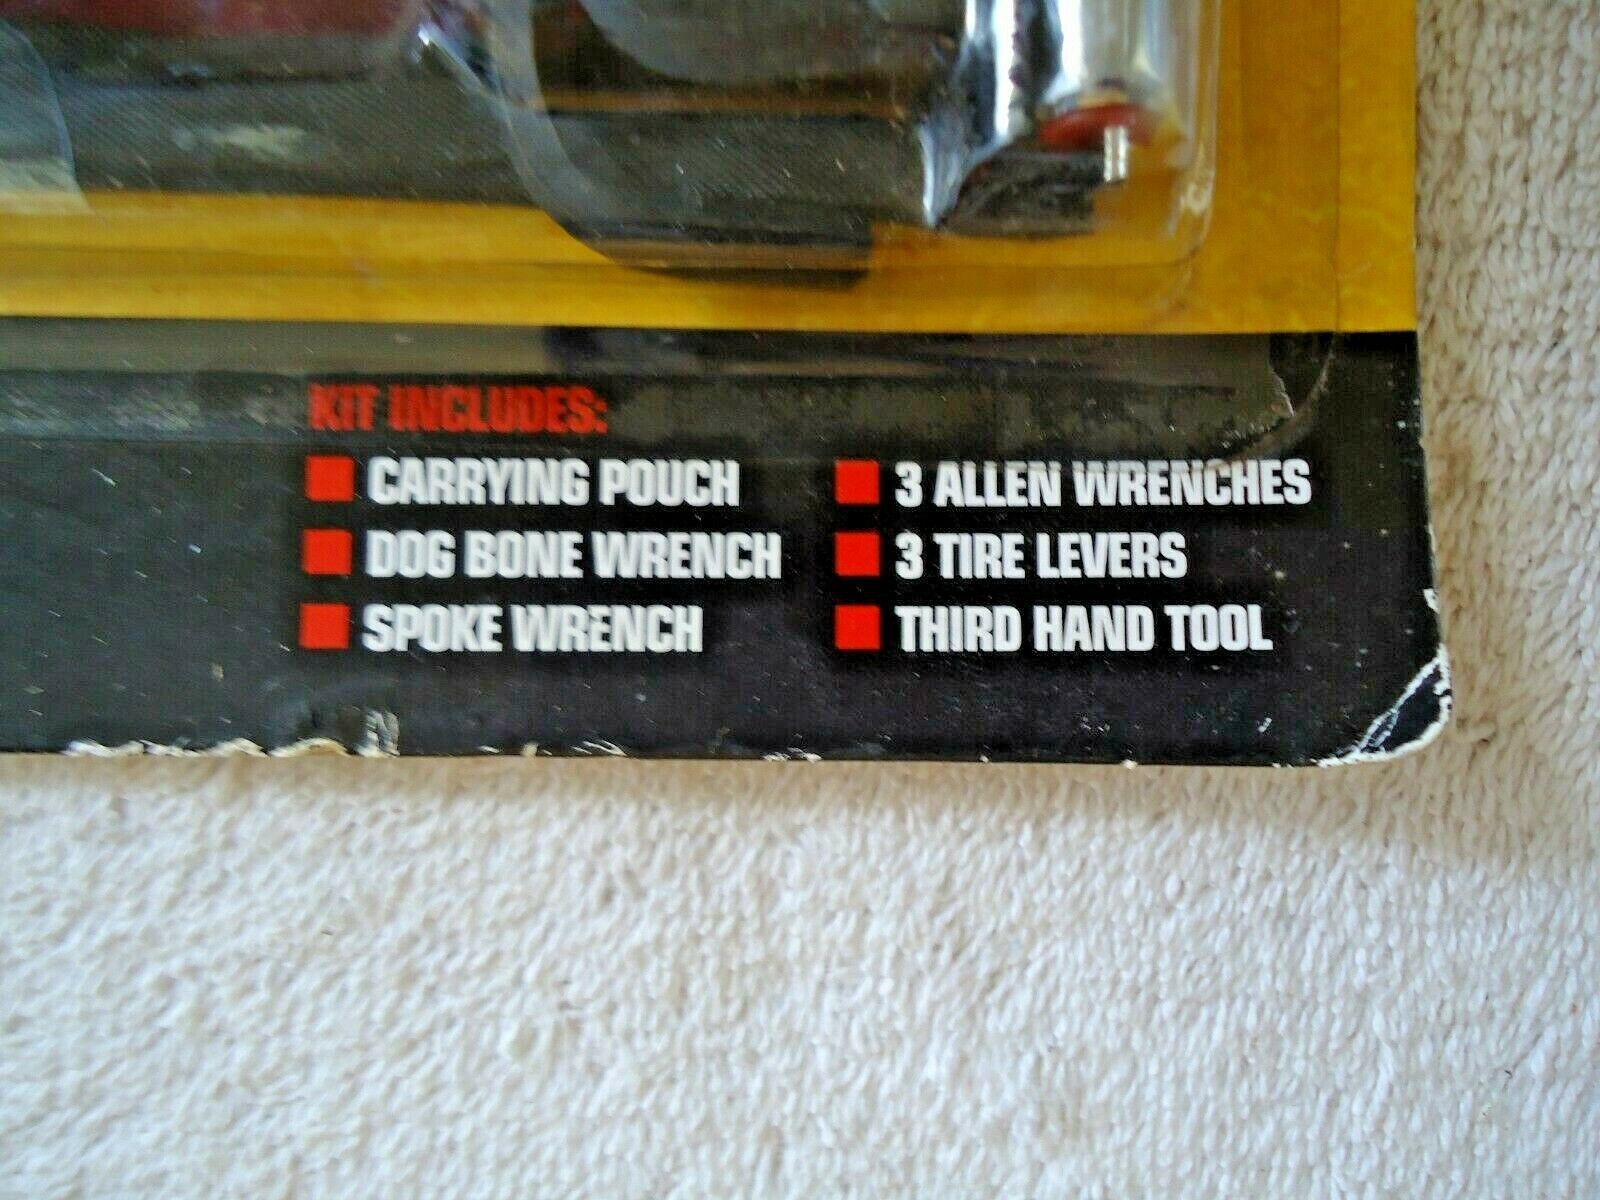 KIT INCLUDES:
CARRYING POUCH
DOG BONE WRENCH
SPOKE WRENCH
3 ALLEN WRENCHES
3 TIRE LEVERS
THIRD HAND TOOL